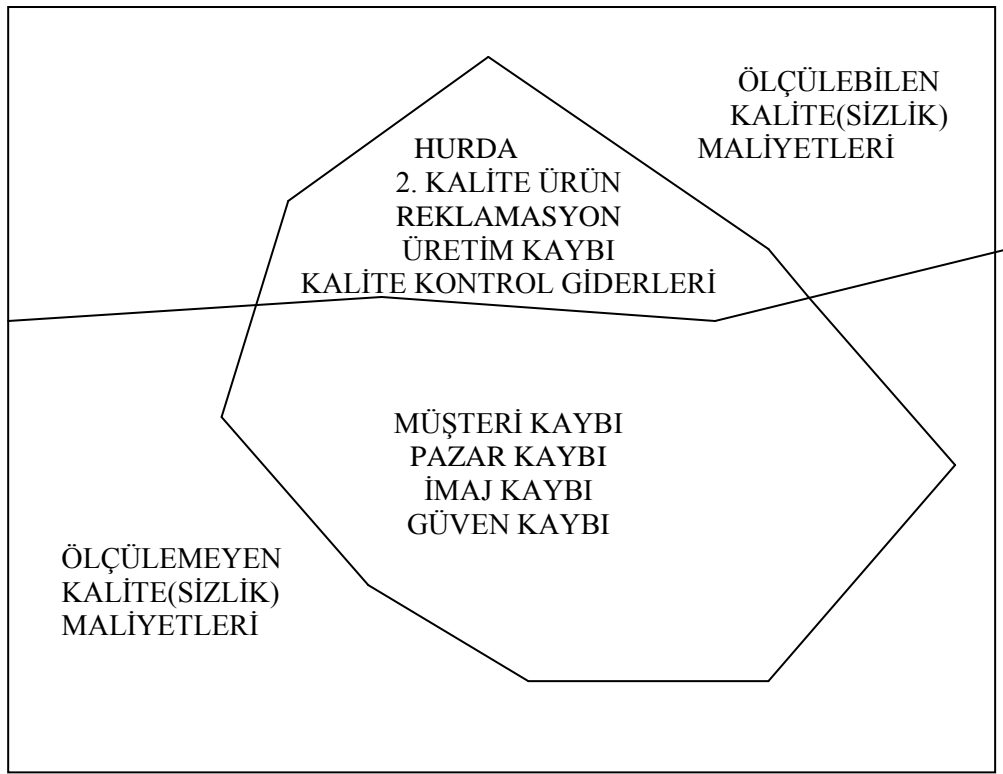 ÖLÇÜLEBİLEN
KALİTE(SİZLİK)
MALİYETLERİ
HURDA
2. KALİTE ÜRÜN
REKLAMASYON
ÜRETİM KAYBI
KALİTE KONTROL GİDERLERİ
MÜŞTERİ KAYBI
PAZAR KAYBI
İMAJ KAYBI
GÜVEN KAYBI
ÖLÇÜLEMEYEN
KALİTE(SİZLİK)
MALİYETLERİ